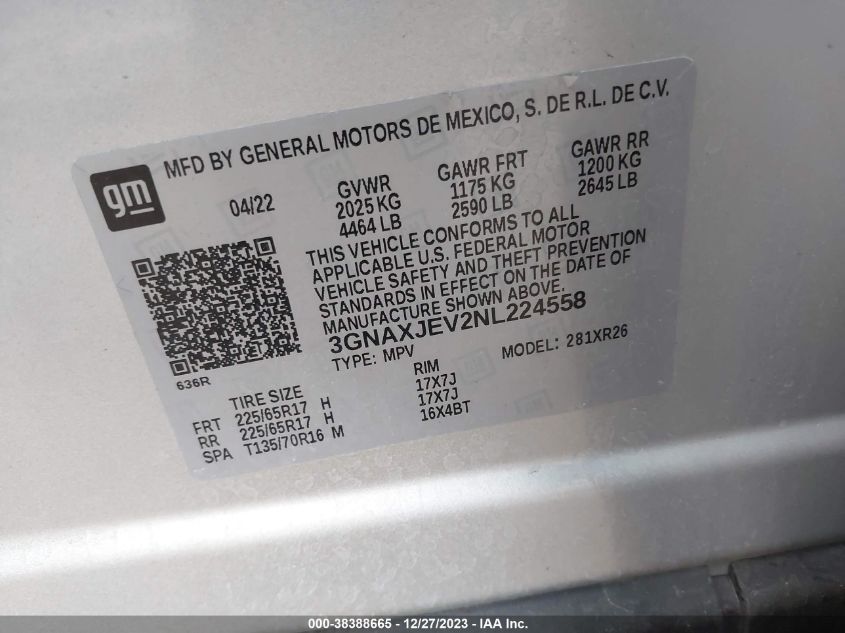 MFD BY GENERAL MOTORS DE MEXICO, S. DE R.L. DE C.V.
gm
04/22 GVWR GAWR FRT GAWR RR
2025 KG 1175 KG 1200 KG
4464 LB 2590 LB 2645 LB
THIS VEHICLE CONFORMS TO ALL
APPLICABLE U.S. FEDERAL MOTOR
VEHICLE SAFETY AND THEFT PREVENTION
STANDARDS IN EFFECT ON THE DATE OF
MANUFACTURE SHOWN ABOVE.
3GNAXJEV2NL224558
TYPE: MPV MODEL: 281XR26
636R
TIRE SIZE RIM
FRT 225/65R17 H 17X7J
RR 225/65R17 H 17X7J
SPA T135/70R16 M 16X4BT
000-38388665 - 12/27/2023 - IAA Inc.